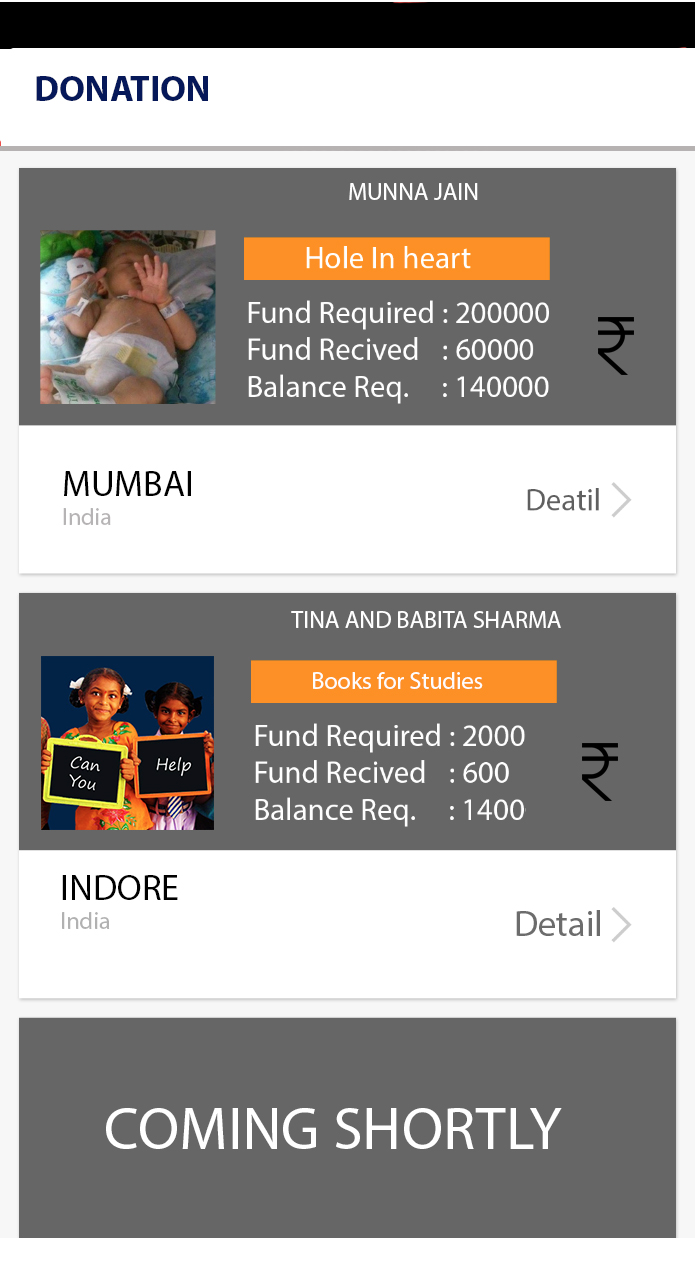 DONATION
MUNNA JAIN
Hole In heart
Fund Required : 200000
Fund Recived : 60000
Balance Req. : 140000
₹
MUMBAI
India
Deatil
TINA AND BABITA SHARMA
Books for Studies
Can
You
Help
Fund Required : 2000
Fund Recived : 600
Balance Req. : 1400
₹
INDORE
India
Detail
COMING SHORTLY